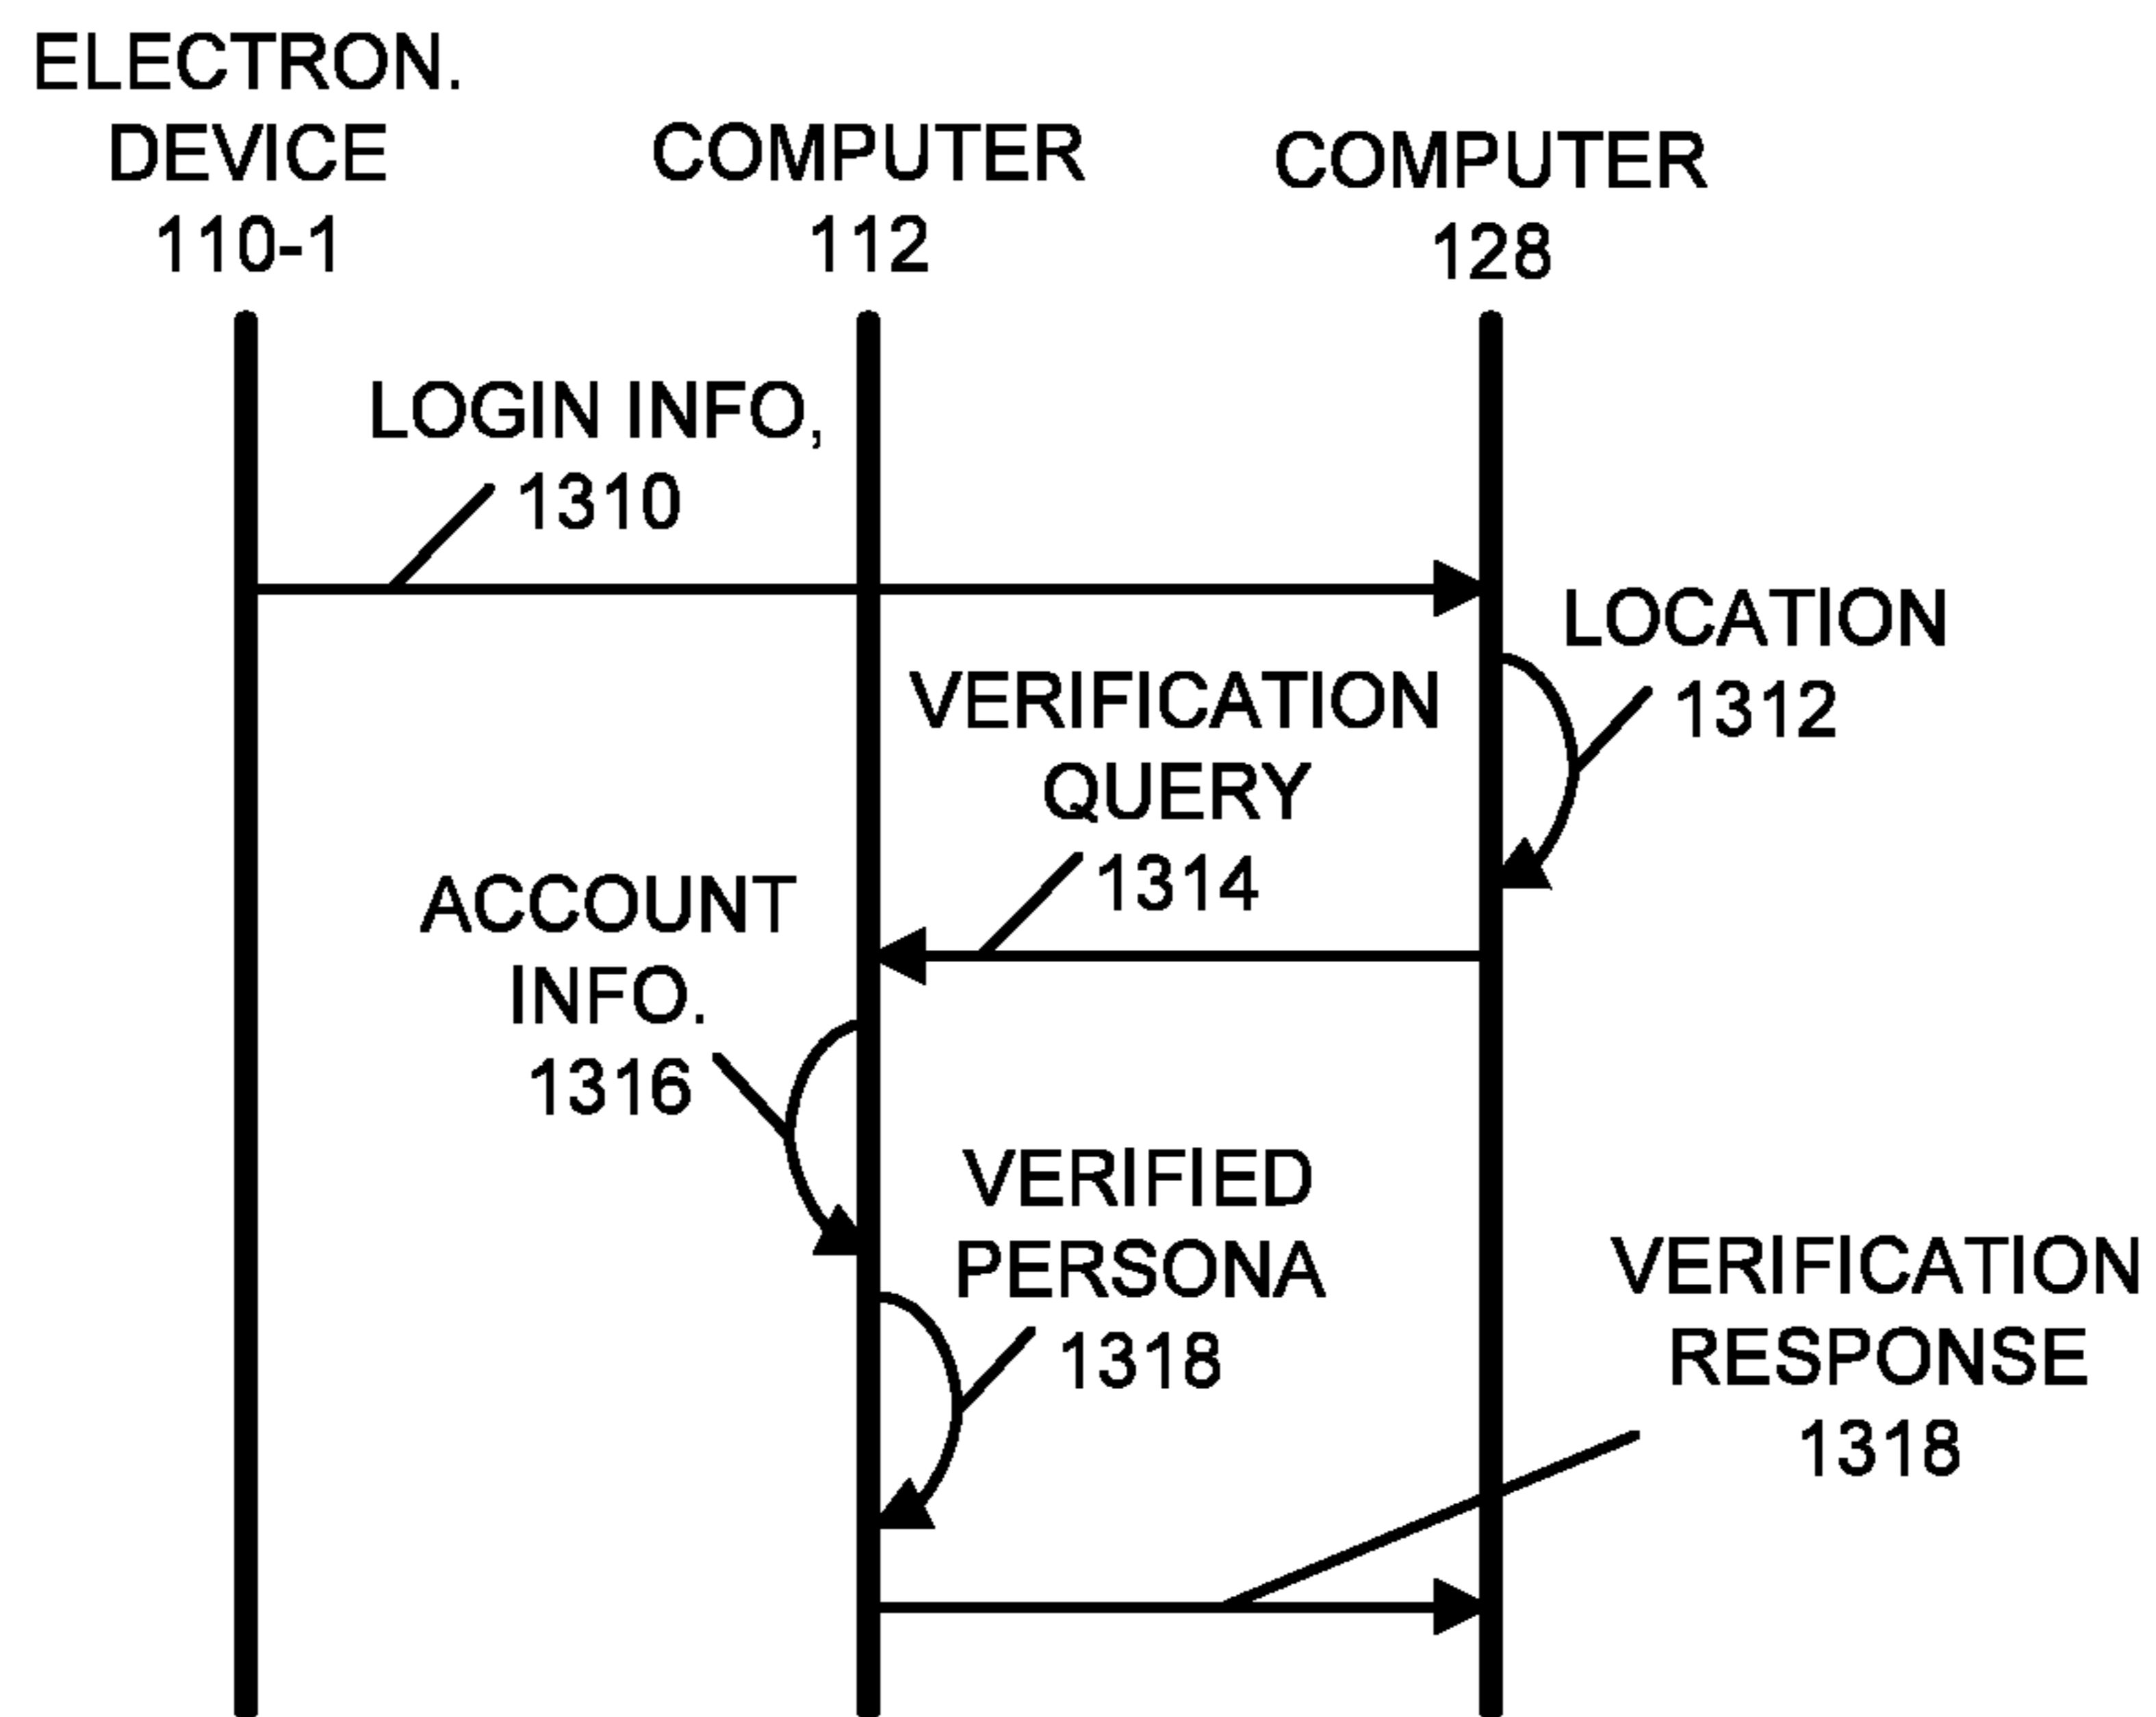 ELECTRON.
DEVICE
110-1
COMPUTER
112
COMPUTER
128
LOGIN INFO,
1310
LOCATION
1312
VERIFICATION
QUERY
1314
ACCOUNT
INFO.
1316
VERIFIED
PERSONA
1318
VERIFICATION
RESPONSE
1318